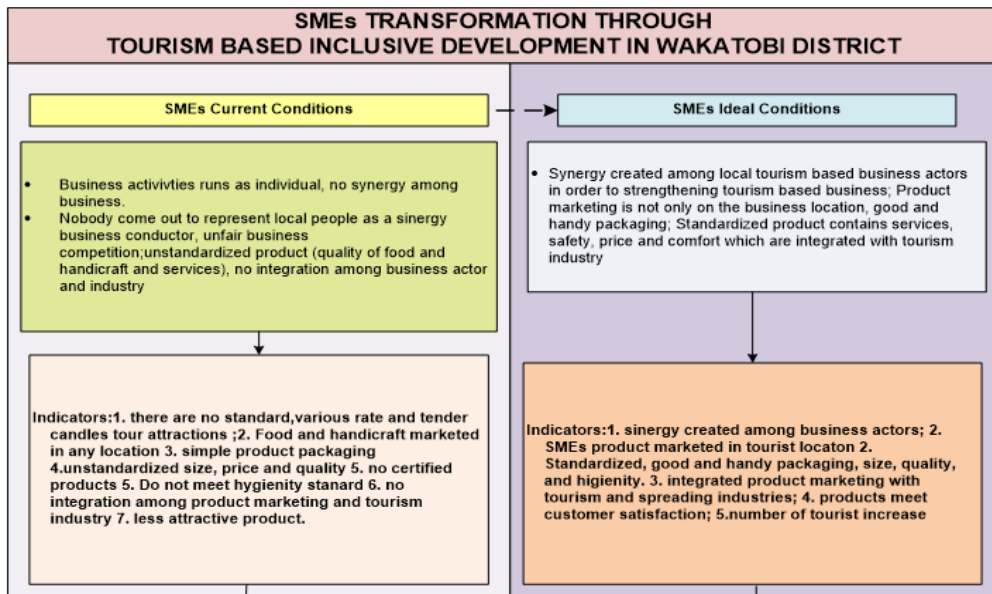 SMEs TRANSFORMATION THROUGH
TOURISM BASED INCLUSIVE DEVELOPMENT IN WAKATOBI DISTRICT
SMEs Current Conditions
• Business activivties runs as individual, no synergy among
business.
• Nobody come out to represent local people as a sinergy
business conductor, unfair business
competition;unstandardized product (quality of food and
handicraft and services), no integration among business actor
and industry
Indicators:1. there are no standard,various rate and tender
candles tour attractions ;2. Food and handicraft marketed
in any location 3. simple product packaging
4.unstandardized size, price and quality 5. no certified
products 5. Do not meet hygienity stanard 6. no
integration among product marketing and tourism
industry 7. less attractive product.
SMEs Ideal Conditions
• Synergy created among local tourism based business actors
in order to strengthening tourism based business; Product
marketing is not only on the business location, good and
handy packaging; Standardized product contains services,
safety, price and comfort which are integrated with tourism
industry
Indicators:1. sinergy created among business actors; 2.
SMEs product marketed in tourist locaton 2.
Standardized, good and handy packaging, size, quality,
and higienity. 3. integrated product marketing with
tourism and spreading industries; 4. products meet
customer satisfaction; 5.number of tourist increase